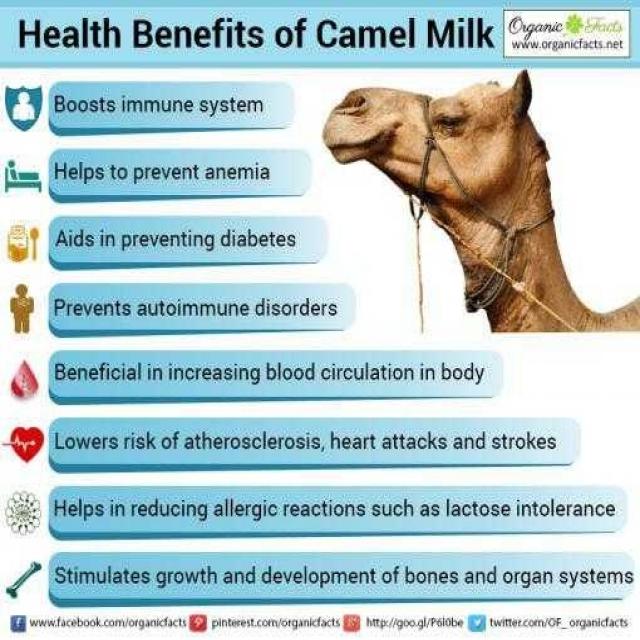 Health Benefits of Camel Milk
Organic Facts
www.organicfacts.net
Boosts immune system
Helps to prevent anemia
Aids in preventing diabetes
Prevents autoimmune disorders
Beneficial in increasing blood circulation in body
Lowers risk of atherosclerosis, heart attacks and strokes
Helps in reducing allergic reactions such as lactose intolerance
Stimulates growth and development of bones and organ systems
www.facebook.com/organicfacts pinterest.com/organicfacts http://goo.gl/P6l0be twitter.com/OF_organicfacts